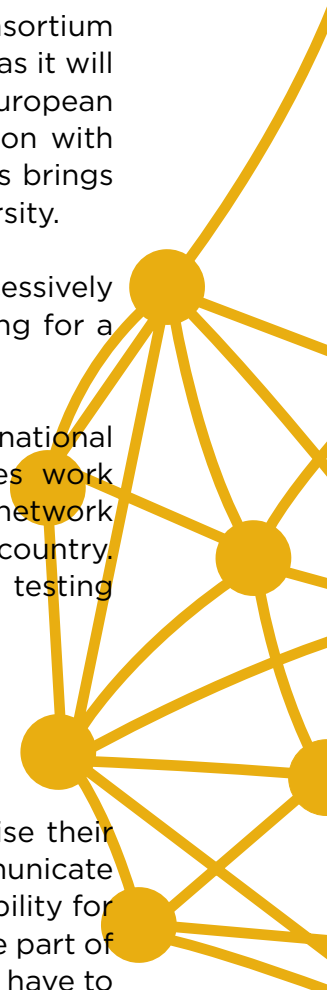 nsortium
as it will
uropean
on with
s brings
rsity.
essively
ng for a
national
es work
network
country.
testing
ise their
municate
bility for
e part of
have to